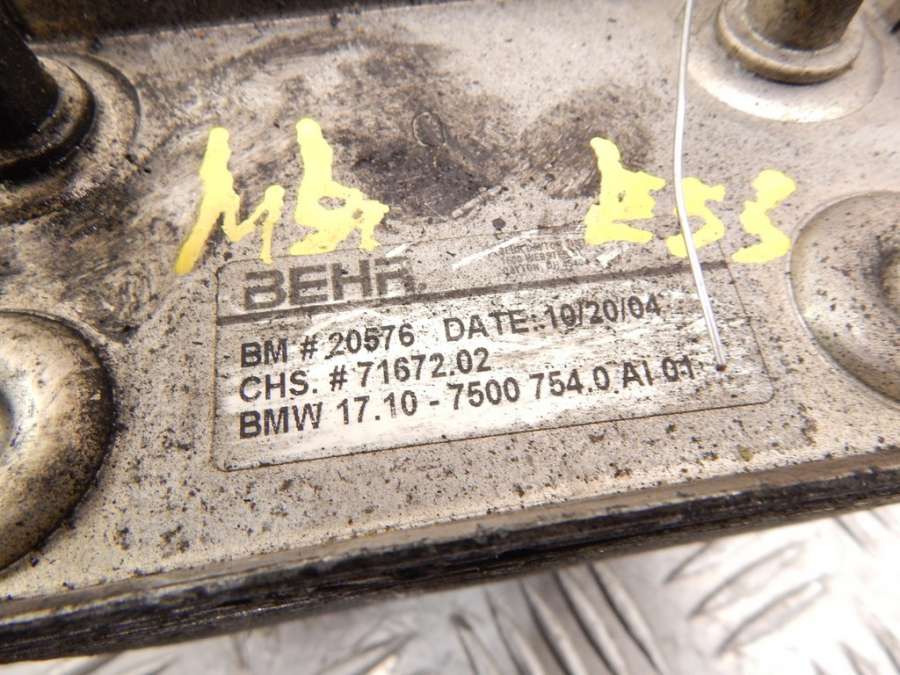 M57 E53
BEHR
BM # 20576 DATE: 10/20/04
CHS. # 71672.02
BMW 17.10 - 7500 754.0 AI 01